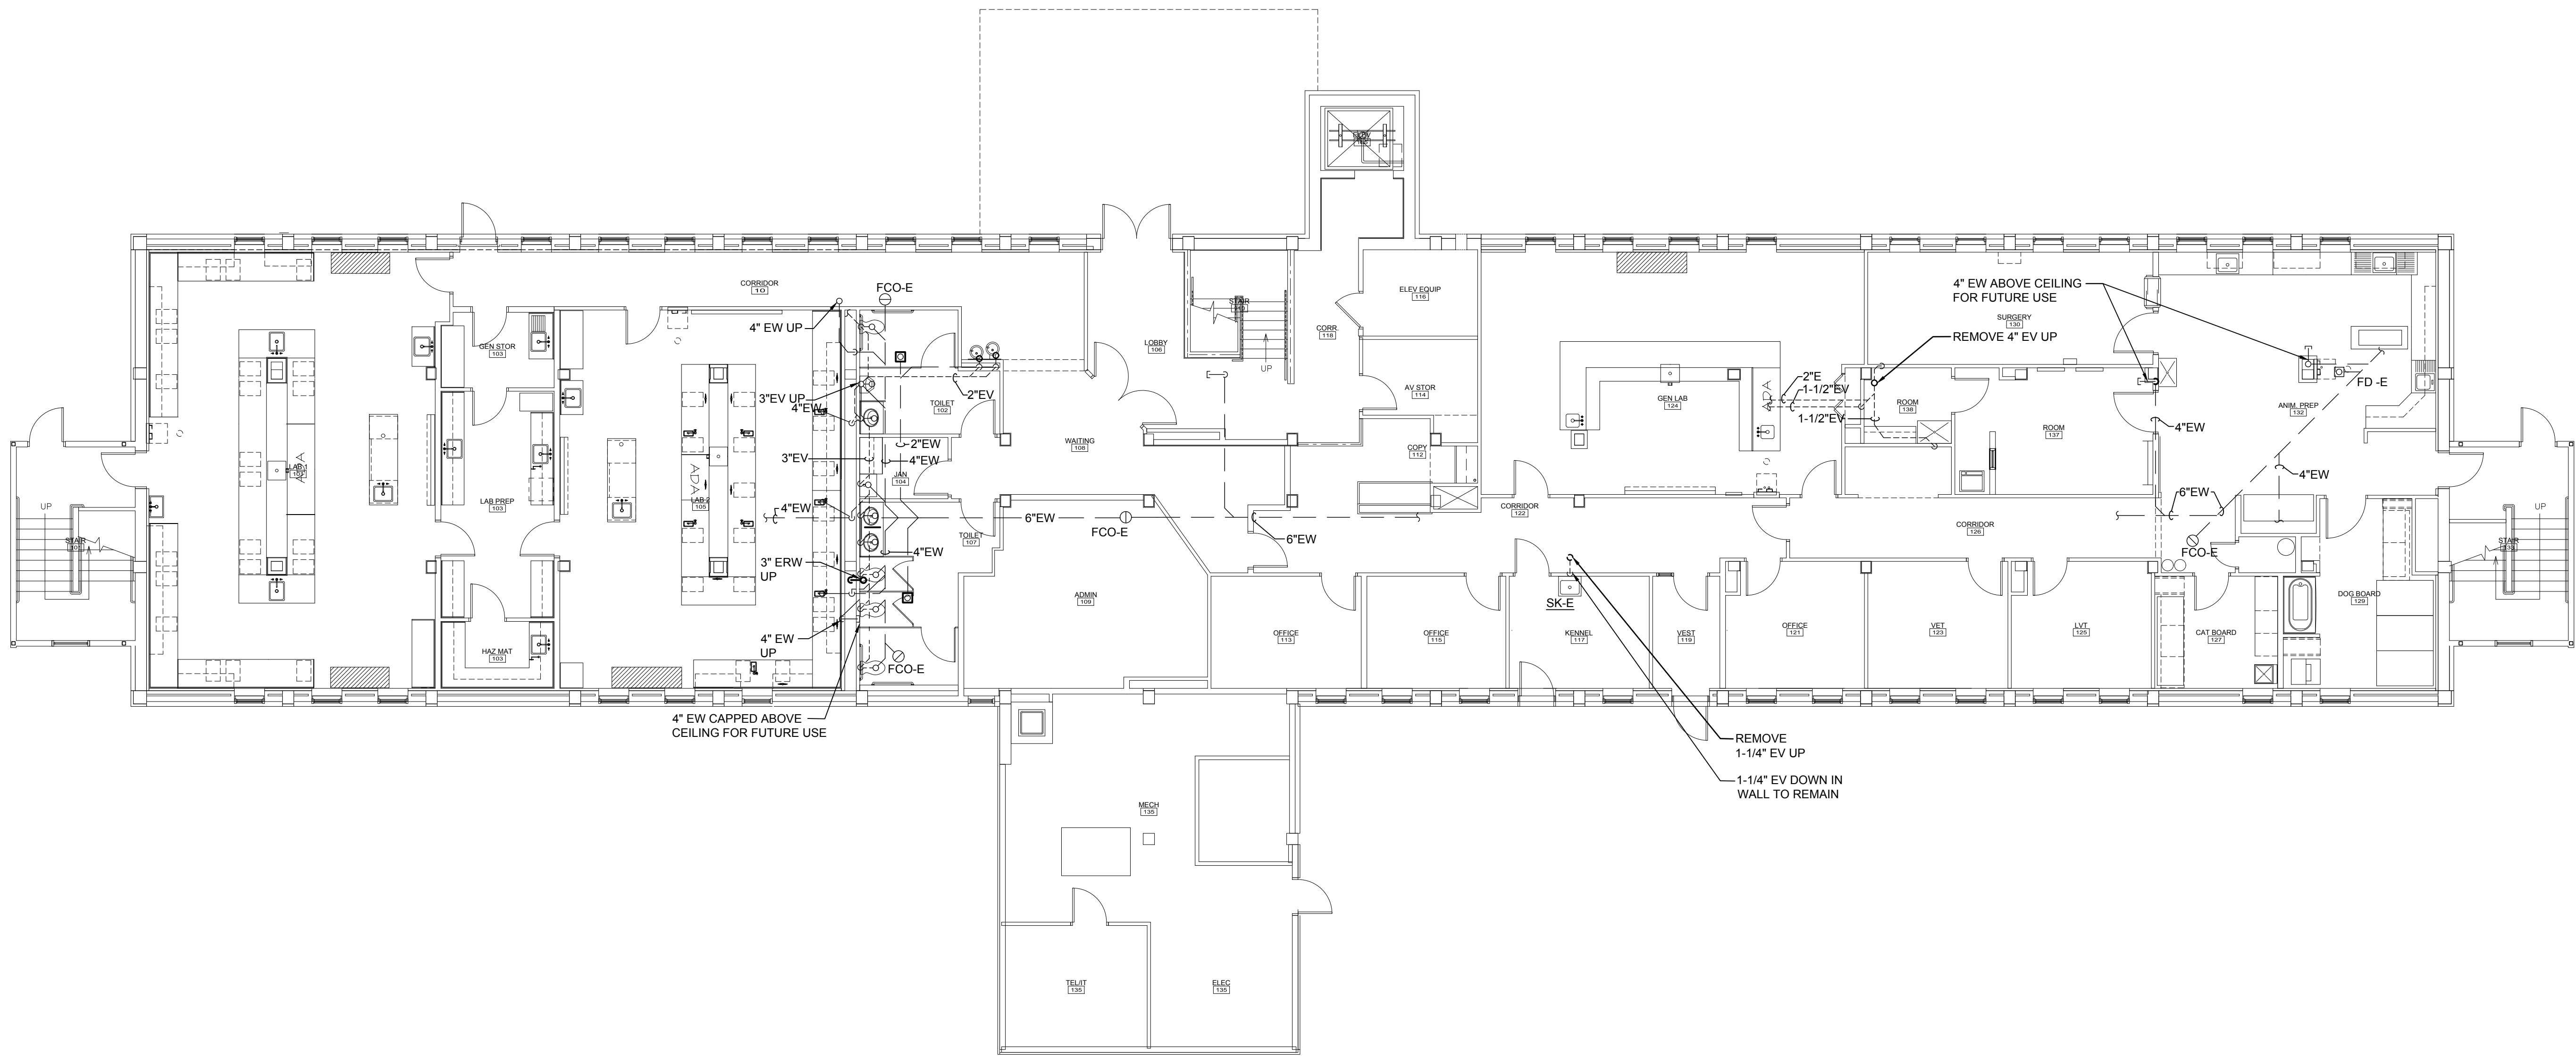 ELEV EQUIP
116
CORRIDOR
10
FCO-E
4" EW UP
GEN STOR
103
LOBBY
106
STAIR
UP
CORR.
118
4" EW ABOVE CEILING
FOR FUTURE USE
SURGERY
130
REMOVE 4" EV UP
AV STOR
114
3"EV UP
4"EW
2"EV
TOILET
102
GEN LAB
124
ADA
2"E
1-1/2"EV
1-1/2"EV
ROOM
138
ROOM
137
FD -E
ANIM. PREP
132
4"EW
WAITING
108
2"EW
3"EV
4"EW
JAN
104
COPY
112
LAB 1
ADA
LAB PREP
103
LAB 2
105
ADA
4"EW
6"EW
FCO-E
6"EW
TOILET
107
4"EW
CORRIDOR
122
CORRIDOR
126
6"EW
4"EW
FCO-E
UP
STAIR
UP
STAIR
3" ERW
UP
ADMIN
109
SK-E
DOG BOARD
129
HAZ MAT
103
4" EW
UP
FCO-E
OFFICE
113
OFFICE
115
KENNEL
117
VEST
119
OFFICE
121
VET
123
LVT
125
CAT BOARD
127
4" EW CAPPED ABOVE
CEILING FOR FUTURE USE
REMOVE
1-1/4" EV UP
1-1/4" EV DOWN IN
WALL TO REMAIN
MECH
135
TEL/IT
135
ELEC
135